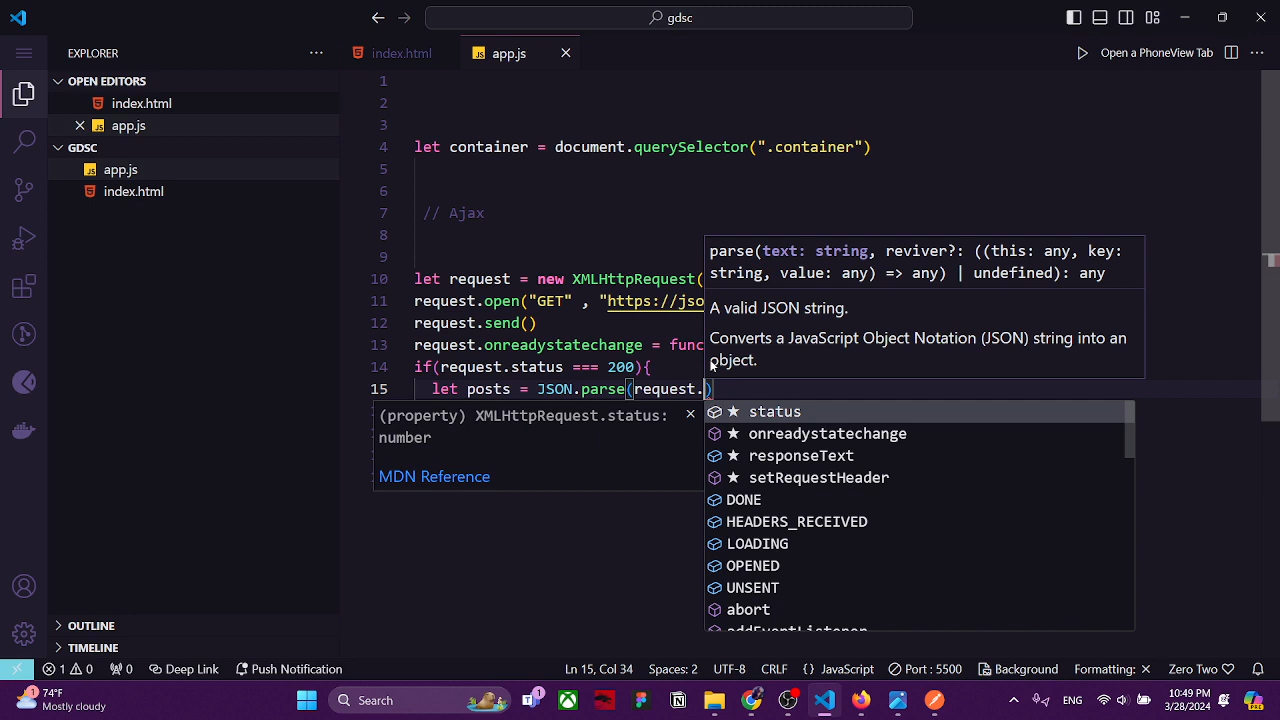 gdsc
EXPLORER
index.html
app.js
Open a PhoneView Tab
OPEN EDITORS
index.html
app.js
GDSC
app.js
index.html
OUTLINE
TIMELINE
1
2
3
4 let container = document.querySelector(".container")
5
6
7 // Ajax
8
9
10 let request = new XMLHttpRequest(
11 request.open("GET" , "https://jso
12 request.send()
13 request.onreadystatechange = func
14 if(request.status === 200){
15 let posts = JSON.parse(request.)
parse(text: string, reviver?: ((this: any, key:
string, value: any) => any) | undefined): any
A valid JSON string.
Converts a JavaScript Object Notation (JSON) string into an
object.
(property) XMLHttpRequest.status:
number
MDN Reference
status
onreadystatechange
responseText
setRequestHeader
DONE
HEADERS_RECEIVED
LOADING
OPENED
UNSENT
abort
addEventListener
1 0 0 Deep Link Push Notification Ln 15, Col 34 Spaces: 2 UTF-8 CRLF {} JavaScript Port : 5500 Background Formatting: Zero Two
1 74°F
Mostly cloudy
Search
1
ENG
10:49 PM
3/28/2024